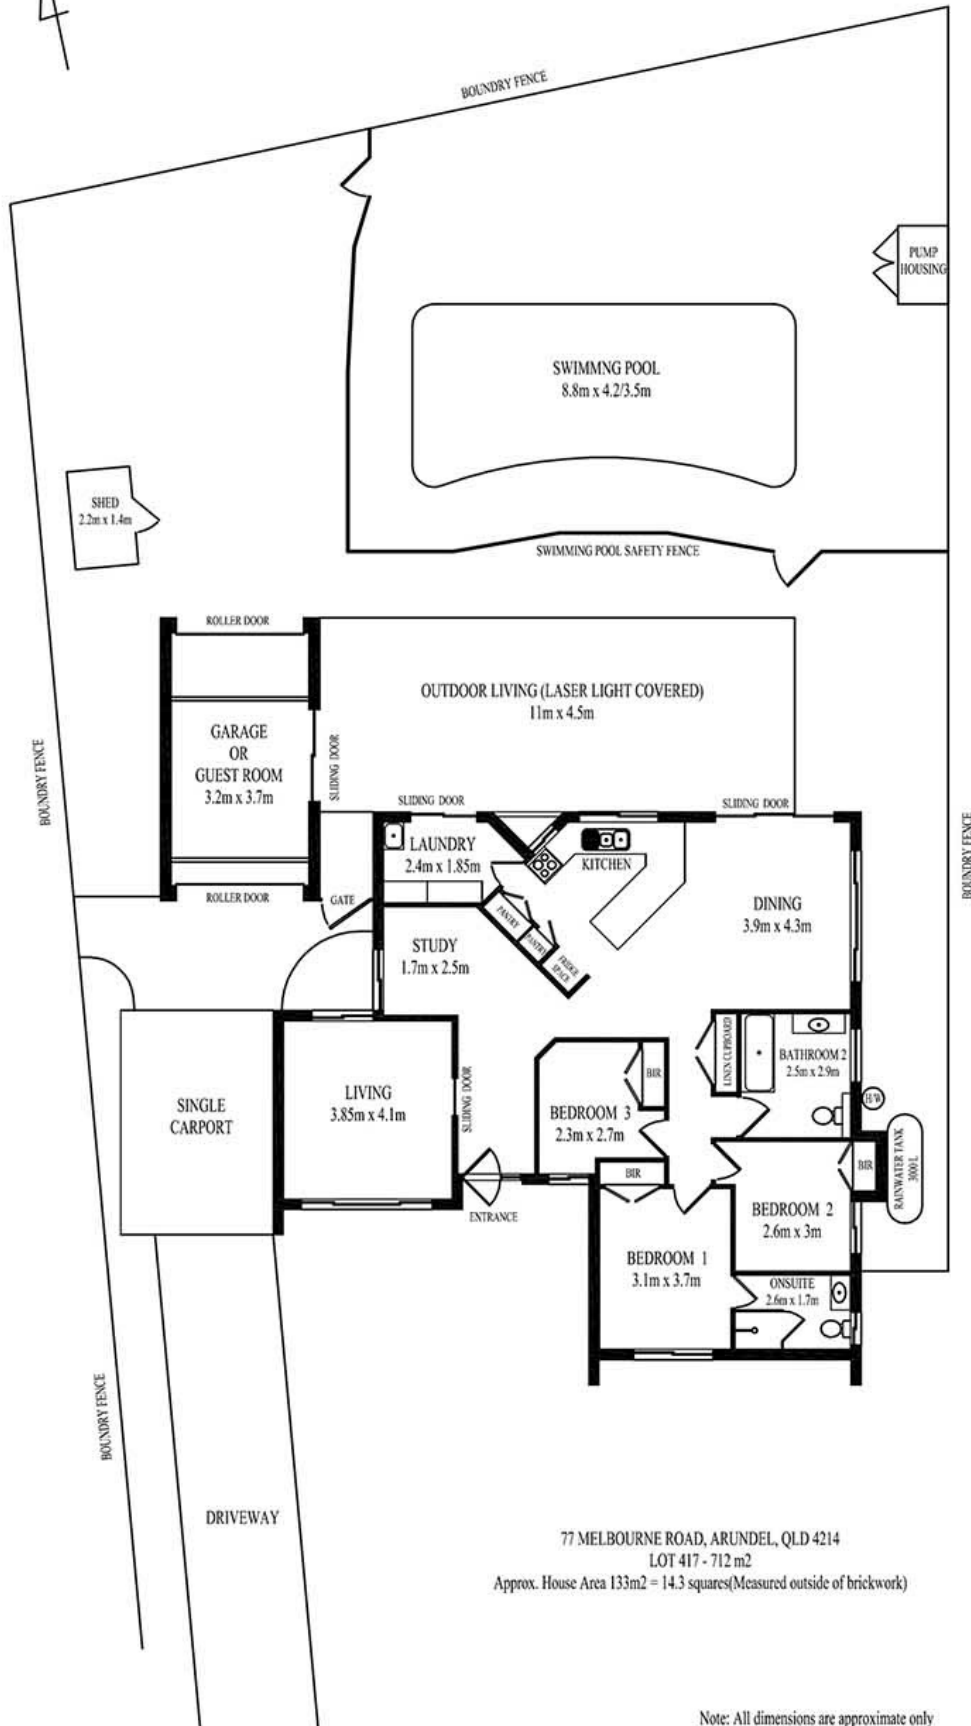 BOUNDRY FENCE
PUMP
HOUSING
SWIMMNG POOL
8.8m x 4.2/3.5m
SHED
2.2m x 1.4m
SWIMMING POOL SAFETY FENCE
ROLLER DOOR
OUTDOOR LIVING (LASER LIGHT COVERED)
11m x 4.5m
GARAGE
OR
GUEST ROOM
3.2m x 3.7m
SLIDING DOOR
BOUNDRY FENCE
SLIDING DOOR
SLIDING DOOR
BOUNDRY FENCE
LAUNDRY
2.4m x 1.85m
KITCHEN
ROLLER DOOR
GATE
PANTRY
PANTRY
FRIDGE
SPACE
DINING
3.9m x 4.3m
STUDY
1.7m x 2.5m
LINEN CUPBOARD
BATHROOM 2
2.5m x 2.9m
H/W
SINGLE
CARPORT
LIVING
3.85m x 4.1m
SLIDING DOOR
BEDROOM 3
2.3m x 2.7m
BIR
BIR
BIR
RAINWATER TANK
3000 L
ENTRANCE
BEDROOM 2
2.6m x 3m
BEDROOM 1
3.1m x 3.7m
ONSUITE
2.6m x 1.7m
BOUNDRY FENCE
DRIVEWAY
77 MELBOURNE ROAD, ARUNDEL, QLD 4214
LOT 417 - 712 m2
Approx. House Area 133m2 = 14.3 squares(Measured outside of brickwork)
Note: All dimensions are approximate only